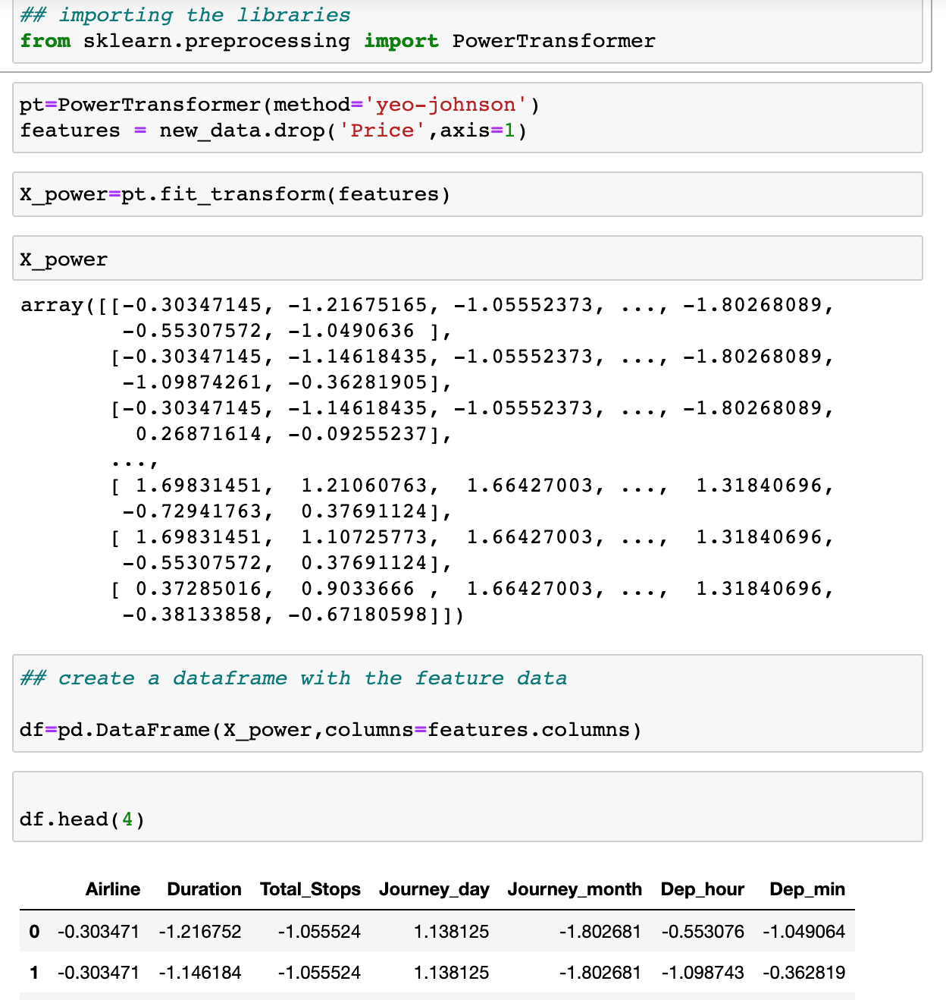 ## importing the libraries
from sklearn.preprocessing import PowerTransformer
pt=PowerTransformer(method='yeo-johnson')
features = new_data.drop('Price',axis=1)
X_power=pt.fit_transform(features)
X_power
array([[-0.30347145, -1.21675165, -1.05552373, ..., -1.80268089,
        -0.55307572, -1.0490636 ],
       [-0.30347145, -1.14618435, -1.05552373, ..., -1.80268089,
        -1.09874261, -0.36281905],
       [-0.30347145, -1.14618435, -1.05552373, ..., -1.80268089,
         0.26871614, -0.09255237],
       ...,
       [ 1.69831451,  1.21060763,  1.66427003, ...,  1.31840696,
        -0.72941763,  0.37691124],
       [ 1.69831451,  1.10725773,  1.66427003, ...,  1.31840696,
        -0.55307572,  0.37691124],
       [ 0.37285016,  0.9033666 ,  1.66427003, ...,  1.31840696,
        -0.38133858, -0.67180598]])
## create a dataframe with the feature data
df=pd.DataFrame(X_power,columns=features.columns)
df.head(4)
Airline Duration Total_Stops Journey_day Journey_month Dep_hour Dep_min
0 -0.303471 -1.216752 -1.055524 1.138125 -1.802681 -0.553076 -1.049064
1 -0.303471 -1.146184 -1.055524 1.138125 -1.802681 -1.098743 -0.362819